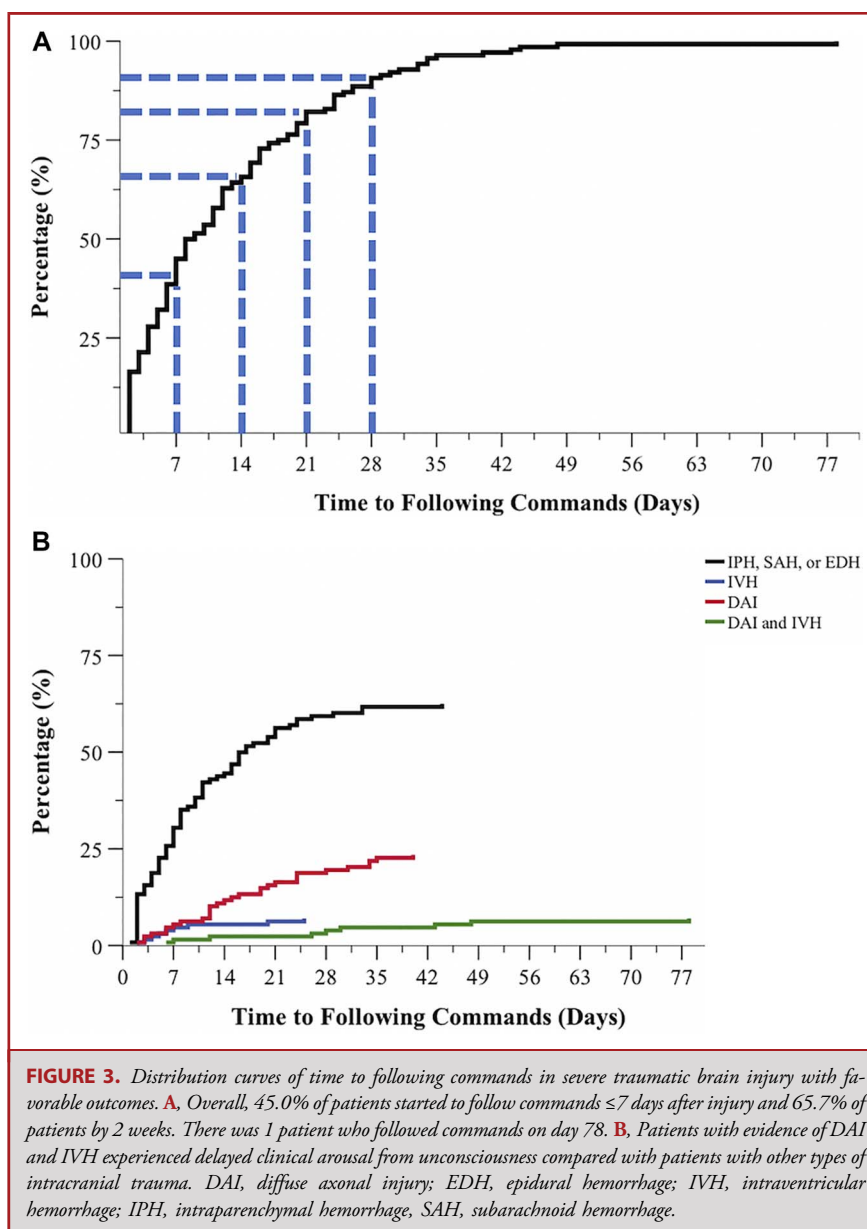 A
100
75
50
25
Percentage (%)
7 14 21 28 35 42 49 56 63 70 77
Time to Following Commands (Days)
B
100
75
50
25
0
Percentage (%)
IPH, SAH, or EDH
IVH
DAI
DAI and IVH
0 7 14 21 28 35 42 49 56 63 70 77
Time to Following Commands (Days)
FIGURE 3. Distribution curves of time to following commands in severe traumatic brain injury with fa-
vorable outcomes. A, Overall, 45.0% of patients started to follow commands ≤7 days after injury and 65.7% of
patients by 2 weeks. There was 1 patient who followed commands on day 78. B, Patients with evidence of DAI
and IVH experienced delayed clinical arousal from unconsciousness compared with patients with other types of
intracranial trauma. DAI, diffuse axonal injury; EDH, epidural hemorrhage; IVH, intraventricular
hemorrhage; IPH, intraparenchymal hemorrhage, SAH, subarachnoid hemorrhage.